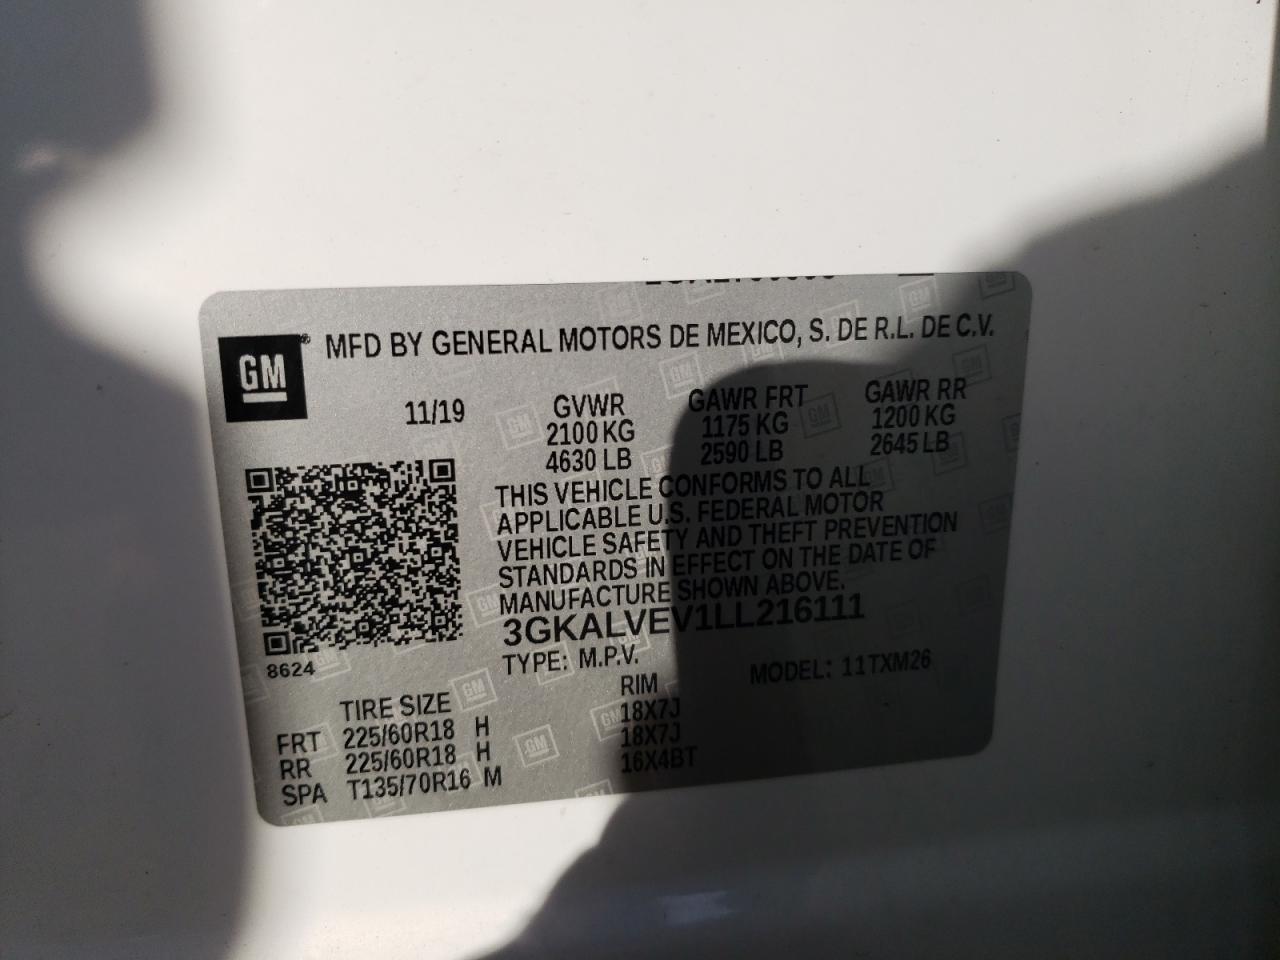 GM ® MFD BY GENERAL MOTORS DE MEXICO, S. DE R.L. DE C.V.
11/19 GVWR GAWR FRT GAWR RR
2100 KG 1175 KG 1200 KG
4630 LB 2590 LB 2645 LB
THIS VEHICLE CONFORMS TO ALL
APPLICABLE U.S. FEDERAL MOTOR
VEHICLE SAFETY AND THEFT PREVENTION
STANDARDS IN EFFECT ON THE DATE OF
MANUFACTURE SHOWN ABOVE.
3GKALVEV1LL216111
8624
TYPE: M.P.V. MODEL: 11TXM26
TIRE SIZE RIM
FRT 225/60R18 H 18X7J
RR 225/60R18 H 18X7J
SPA T135/70R16 M 16X4BT